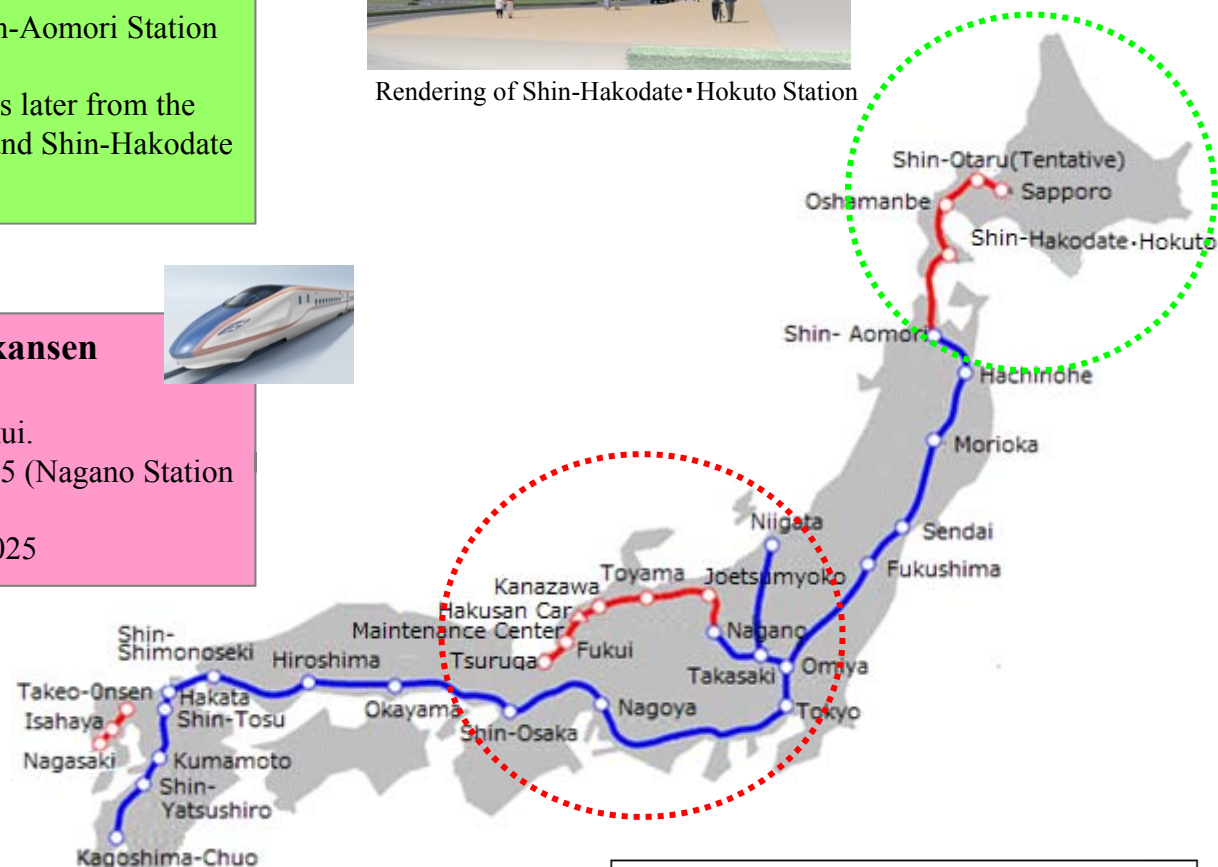 n-Aomori Station
s later from the
nd Shin-Hakodate
Rendering of Shin-Hakodate･Hokuto Station
kansen
ui.
5 (Nagano Station
025
Shin-Otaru(Tentative)
Sapporo
Oshamanbe
Shin-Hakodate･Hokuto
Shin- Aomori
Hachinohe
Morioka
Niigata
Sendai
Fukushima
Kanazawa
Toyama
Joetsumyoko
Hakusan Car
Maintenance Center
Nagano
Fukui
Tsuruga
Takasaki
Omiya
Shin-
Shimonoseki
Hiroshima
Takeo-0nsen
Hakata
Isahaya
Shin-Tosu
Okayama
Nagoya
Tokyo
Shin-Osaka
Nagasaki
Kumamoto
Shin-
Yatsushiro
Kagoshima-Chuo